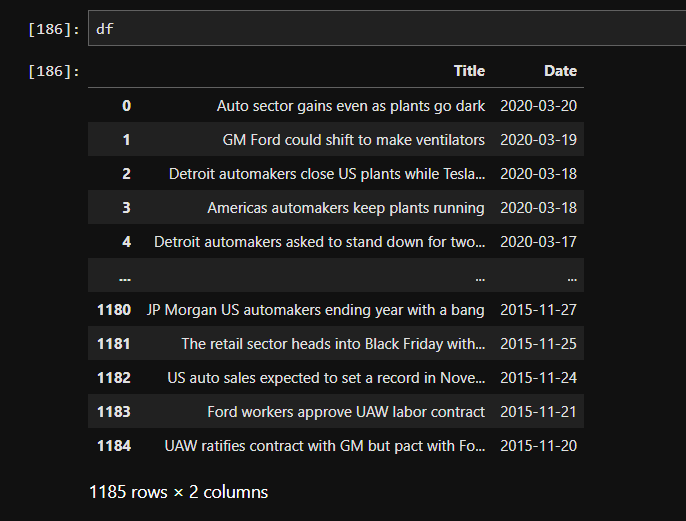 [186]: df
[186]:
Title Date
0 Auto sector gains even as plants go dark 2020-03-20
1 GM Ford could shift to make ventilators 2020-03-19
2 Detroit automakers close US plants while Tesla... 2020-03-18
3 Americas automakers keep plants running 2020-03-18
4 Detroit automakers asked to stand down for two... 2020-03-17
... ... ...
1180 JP Morgan US automakers ending year with a bang 2015-11-27
1181 The retail sector heads into Black Friday with... 2015-11-25
1182 US auto sales expected to set a record in Nove... 2015-11-24
1183 Ford workers approve UAW labor contract 2015-11-21
1184 UAW ratifies contract with GM but pact with Fo... 2015-11-20
1185 rows × 2 columns